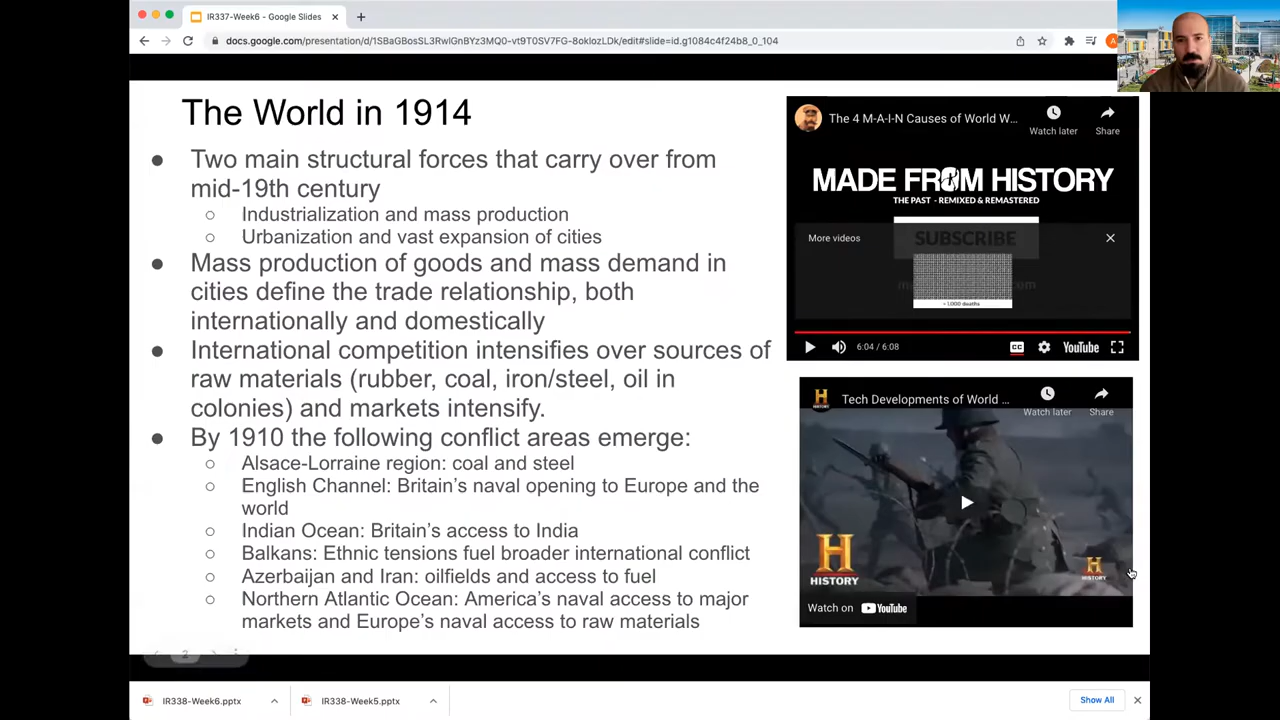 IR337-Week6 - Google Slides
docs.google.com/presentation/d/1SBaGBosSL3RwlGnBYz3MQ0-vt9T0SV7FG-8oklozLDk/edit#slide=id.g1084c4f24b8_0_104
The World in 1914
Two main structural forces that carry over from
mid-19th century
Industrialization and mass production
Urbanization and vast expansion of cities
Mass production of goods and mass demand in
cities define the trade relationship, both
internationally and domestically
International competition intensifies over sources of
raw materials (rubber, coal, iron/steel, oil in
colonies) and markets intensify.
By 1910 the following conflict areas emerge:
Alsace-Lorraine region: coal and steel
English Channel: Britain’s naval opening to Europe and the
world
Indian Ocean: Britain’s access to India
Balkans: Ethnic tensions fuel broader international conflict
Azerbaijan and Iran: oilfields and access to fuel
Northern Atlantic Ocean: America’s naval access to major
markets and Europe’s naval access to raw materials
The 4 M-A-I-N Causes of World W...
Watch later
Share
MADE FROM HISTORY
THE PAST - REMIXED & REMASTERED
More videos
SUBSCRIBE
6:04 / 6:08
CC
YouTube
Tech Developments of World ...
Watch later
Share
H
HISTORY
H
HISTORY
Watch on YouTube
2
IR338-Week6.pptx
IR338-Week5.pptx
Show All